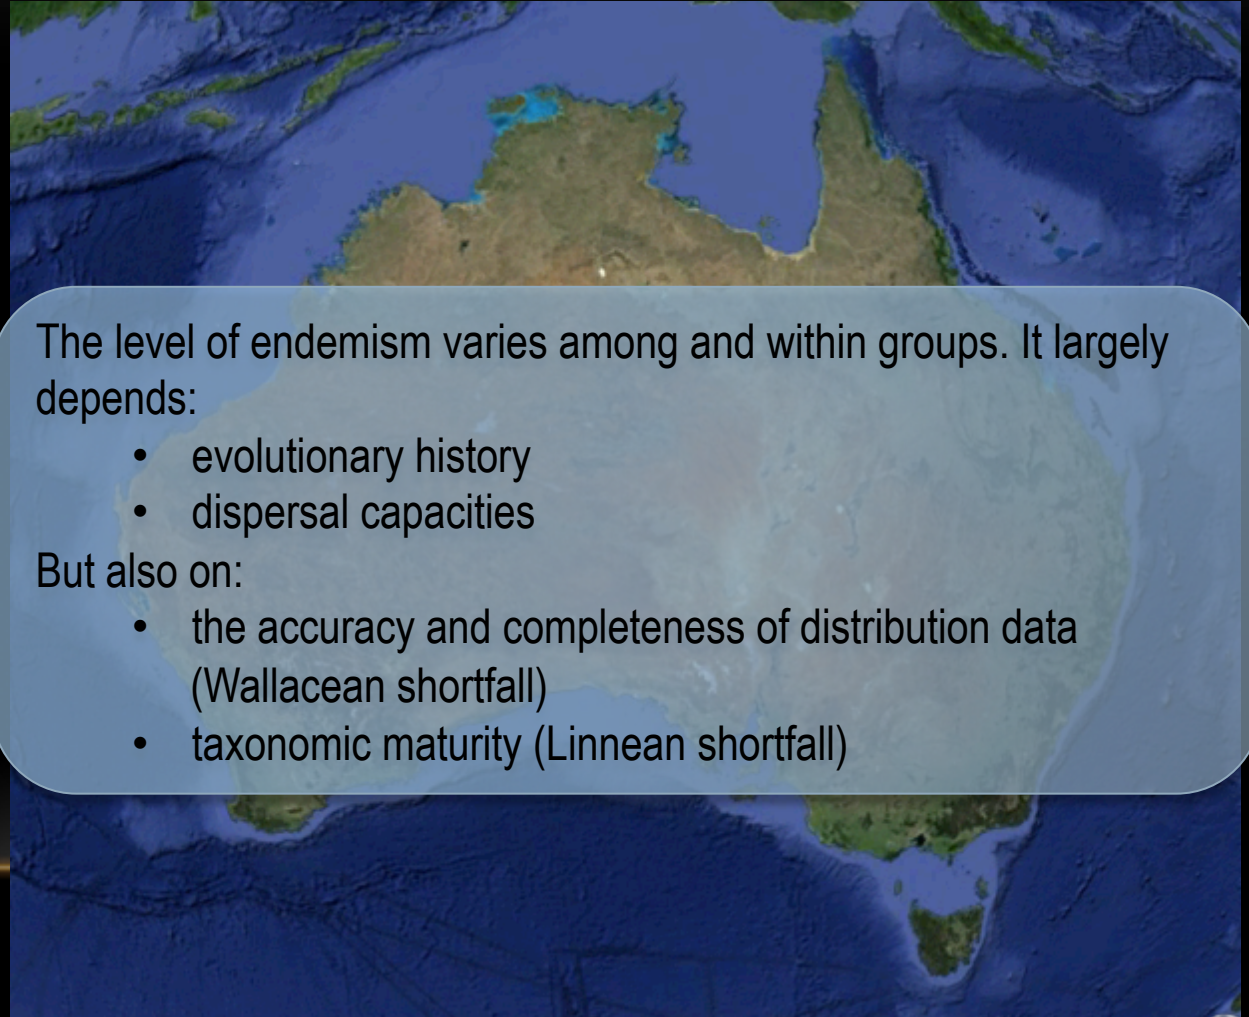 The level of endemism varies among and within groups. It largely
depends:
• evolutionary history
• dispersal capacities
But also on:
• the accuracy and completeness of distribution data
(Wallacean shortfall)
• taxonomic maturity (Linnean shortfall)